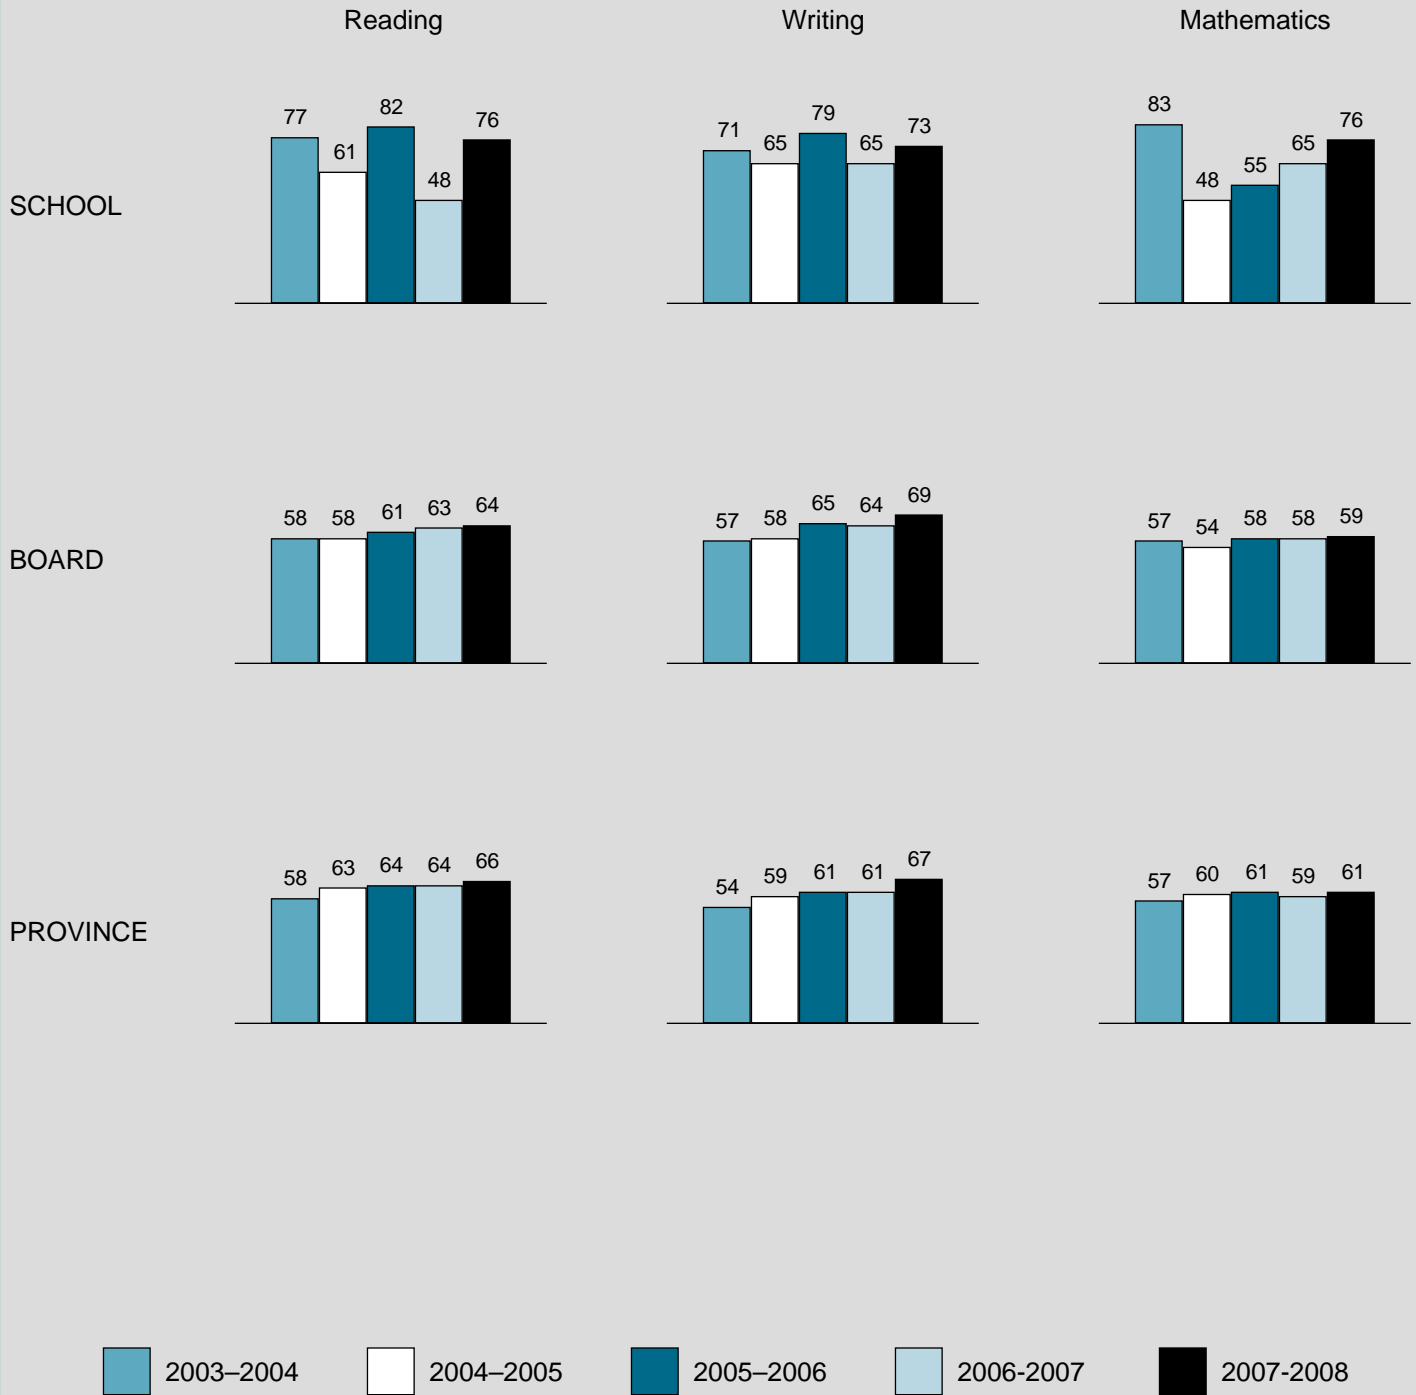 Reading Writing Mathematics
SCHOOL
77 61 82 48 76
71 65 79 65 73
83 48 55 65 76
BOARD
58 58 61 63 64
57 58 65 64 69
57 54 58 58 59
PROVINCE
58 63 64 64 66
54 59 61 61 67
57 60 61 59 61
2003–2004 2004–2005 2005–2006 2006-2007 2007-2008